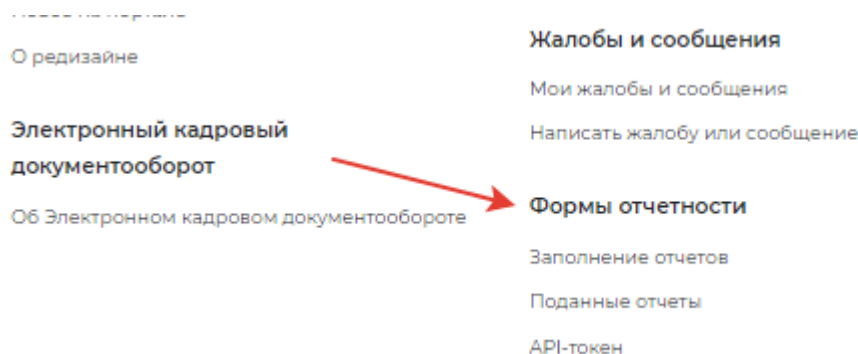 О редизайне
Электронный кадровый
документооборот
Об Электронном кадровом документообороте
Жалобы и сообщения
Мои жалобы и сообщения
Написать жалобу или сообщение
Формы отчетности
Заполнение отчетов
Поданные отчеты
API-токен